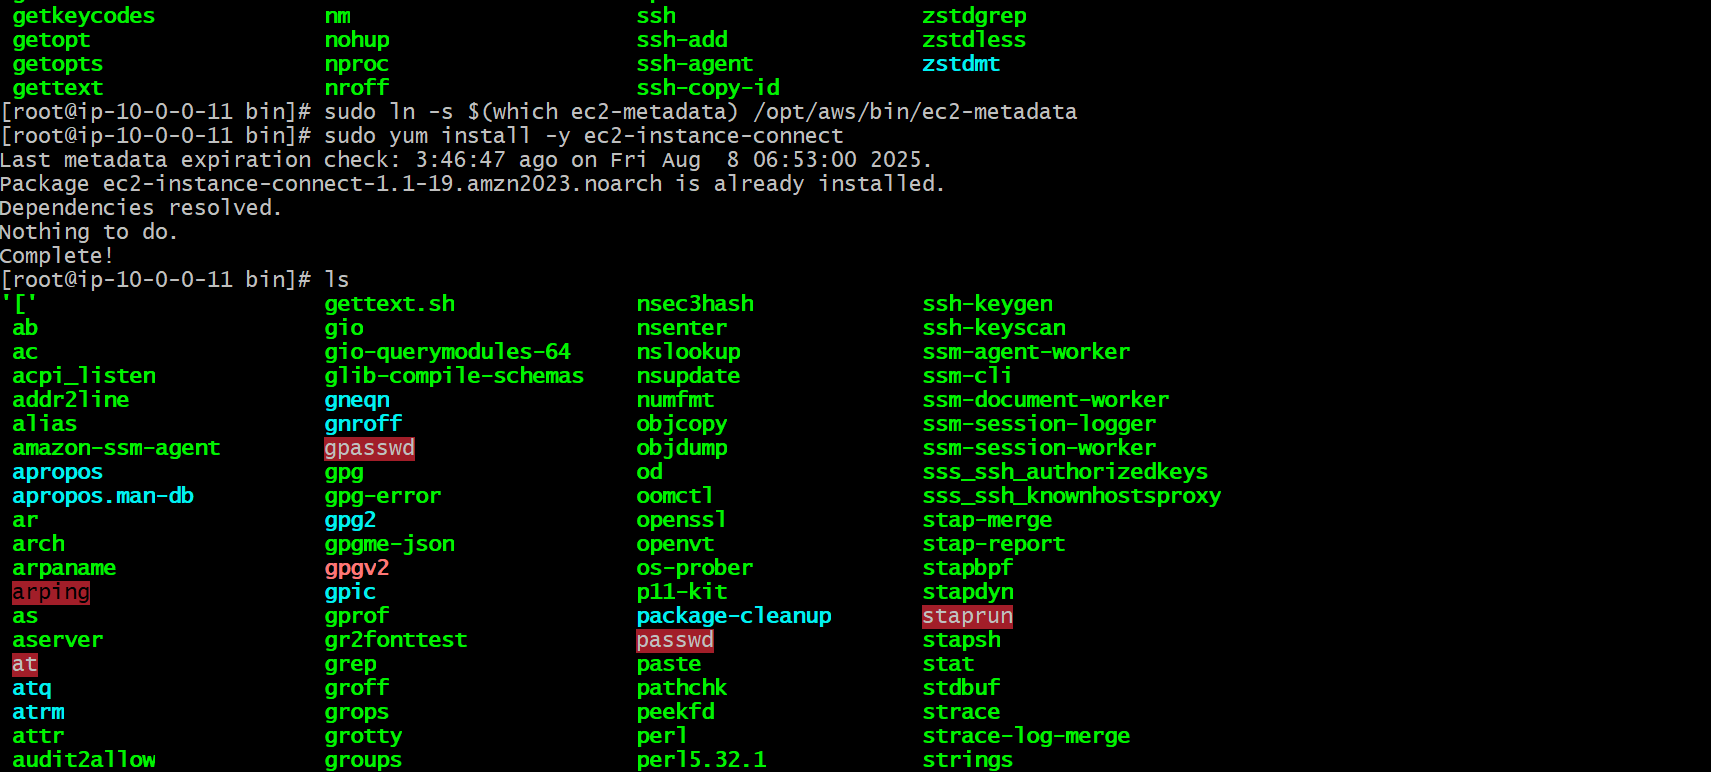 getkeycodes nm ssh zstdgrep
getopt nohup ssh-add zstdless
getopts nproc ssh-agent zstdmt
gettext nroff ssh-copy-id
[root@ip-10-0-0-11 bin]# sudo ln -s $(which ec2-metadata) /opt/aws/bin/ec2-metadata
[root@ip-10-0-0-11 bin]# sudo yum install -y ec2-instance-connect
Last metadata expiration check: 3:46:47 ago on Fri Aug  8 06:53:00 2025.
Package ec2-instance-connect-1.1-19.amzn2023.noarch is already installed.
Dependencies resolved.
Nothing to do.
Complete!
[root@ip-10-0-0-11 bin]# ls
'[' gettext.sh nsec3hash ssh-keygen
ab gio nsenter ssh-keyscan
ac gio-querymodules-64 nslookup ssm-agent-worker
acpi_listen glib-compile-schemas nsupdate ssm-cli
addr2line gneqn numfmt ssm-document-worker
alias gnroff objcopy ssm-session-logger
amazon-ssm-agent gpasswd objdump ssm-session-worker
apropos gpg od sss_ssh_authorizedkeys
apropos.man-db gpg-error oomctl sss_ssh_knownhostsproxy
ar gpg2 openssl stap-merge
arch gpgme-json openvt stap-report
arpaname gpgv2 os-prober stapbpf
arping gpic p11-kit stapdyn
as gprof package-cleanup staprun
aserver gr2fonttest passwd stapsh
at grep paste stat
atq groff pathchk stdbuf
atrm grops peekfd strace
attr grotty perl strace-log-merge
audit2allow groups perl5.32.1 strings